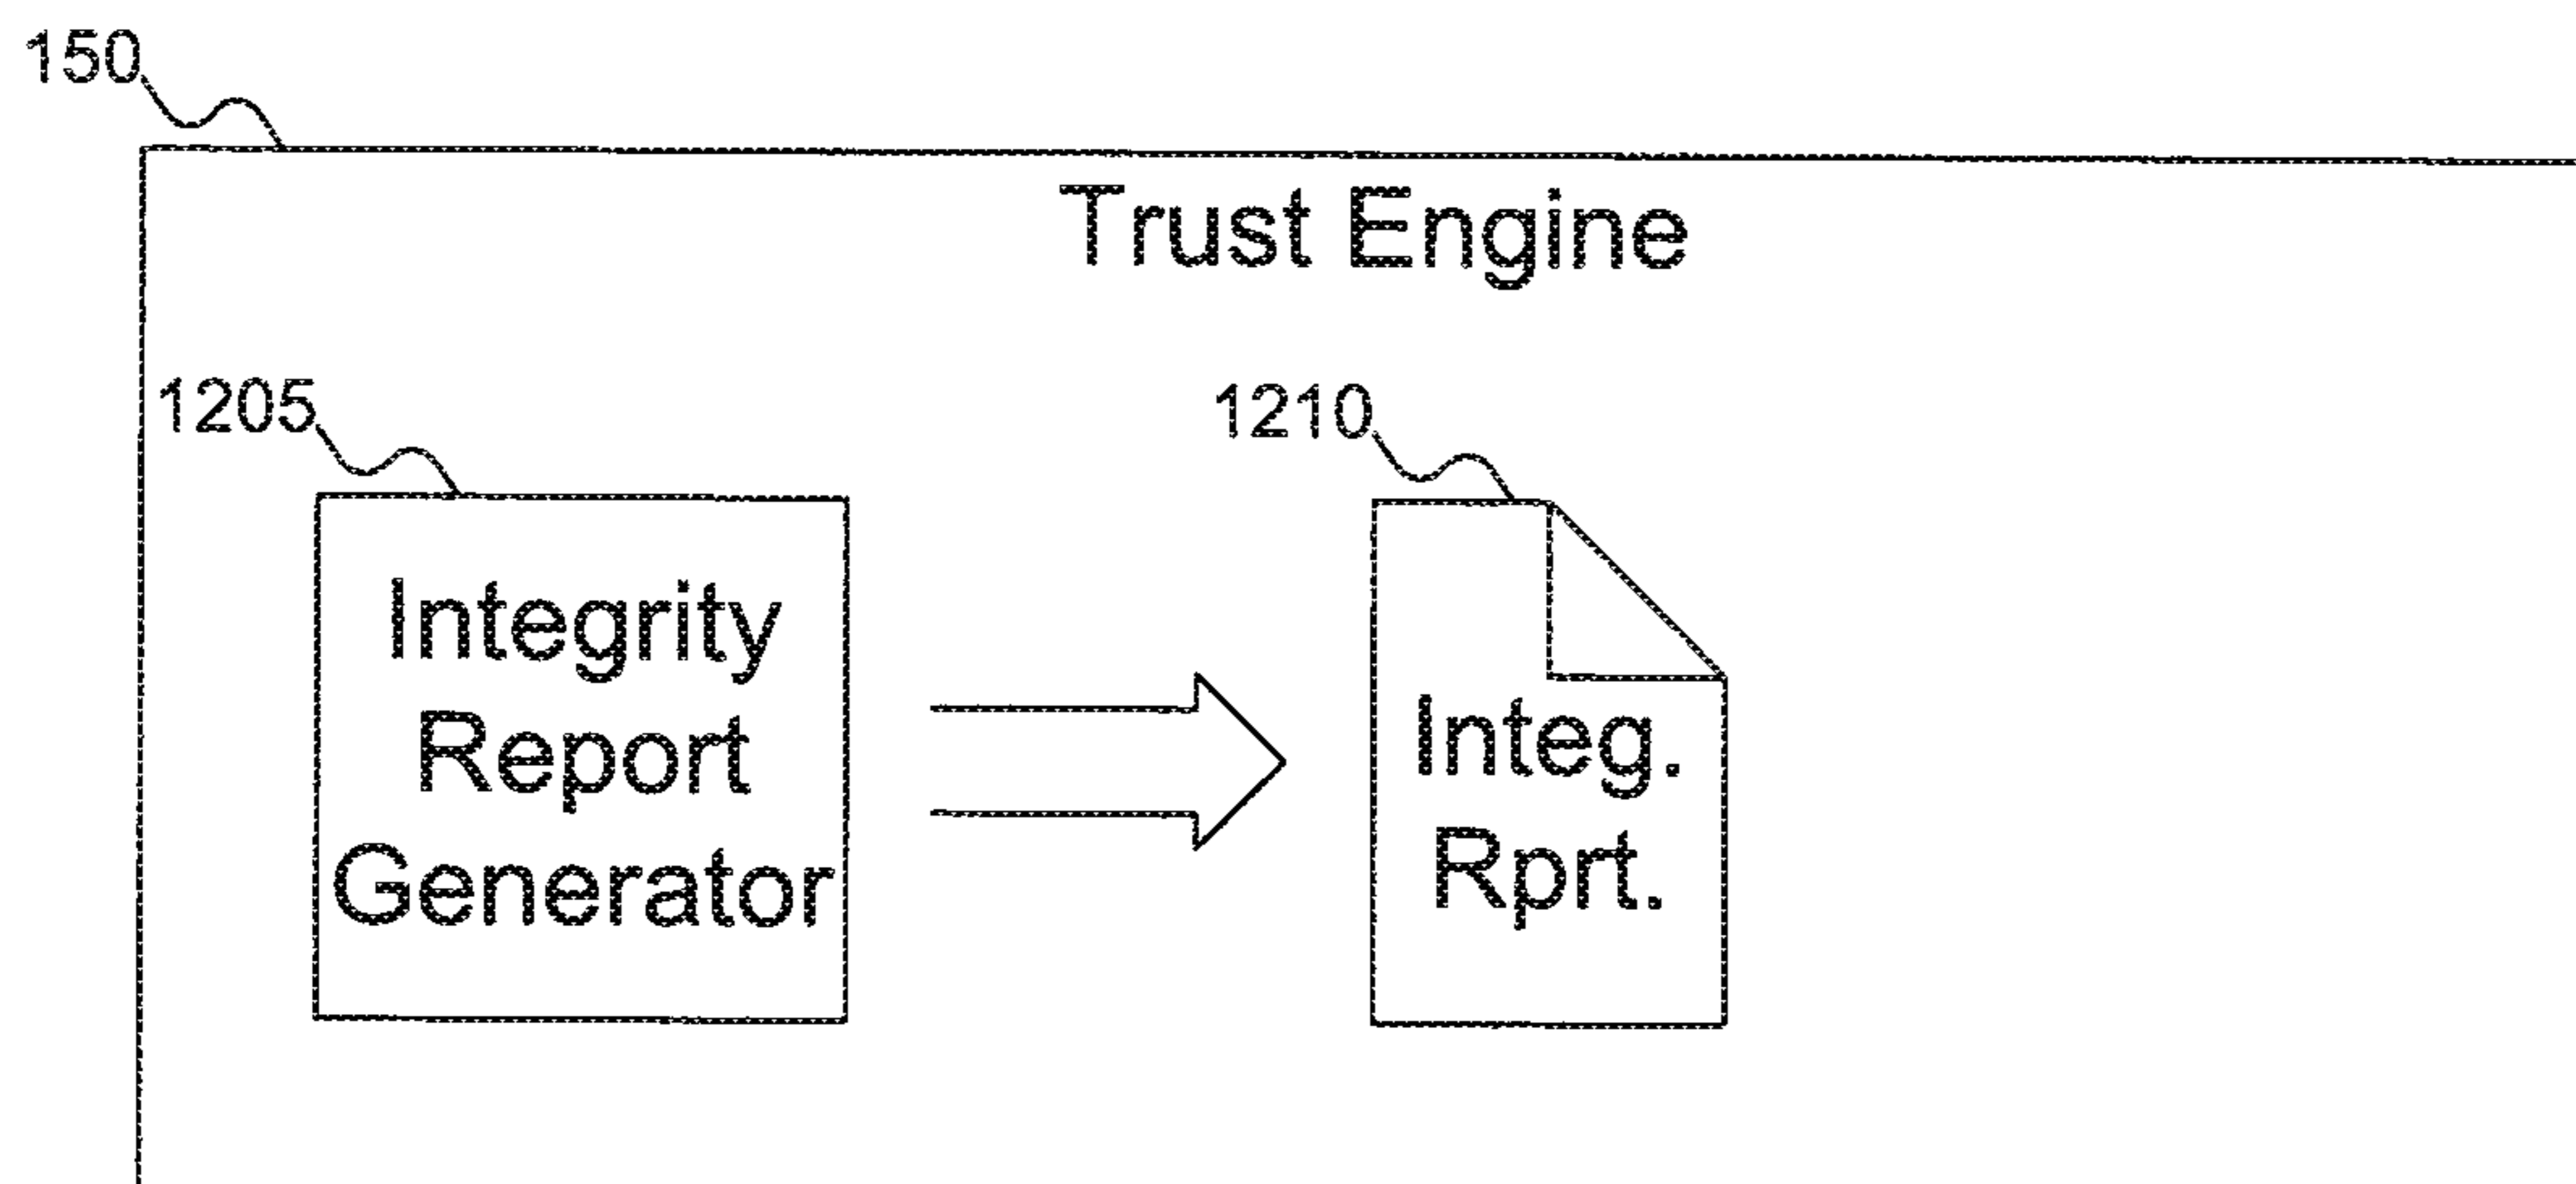 150
Trust Engine
1205
Integrity
Report
Generator
1210
Integ.
Rprt.